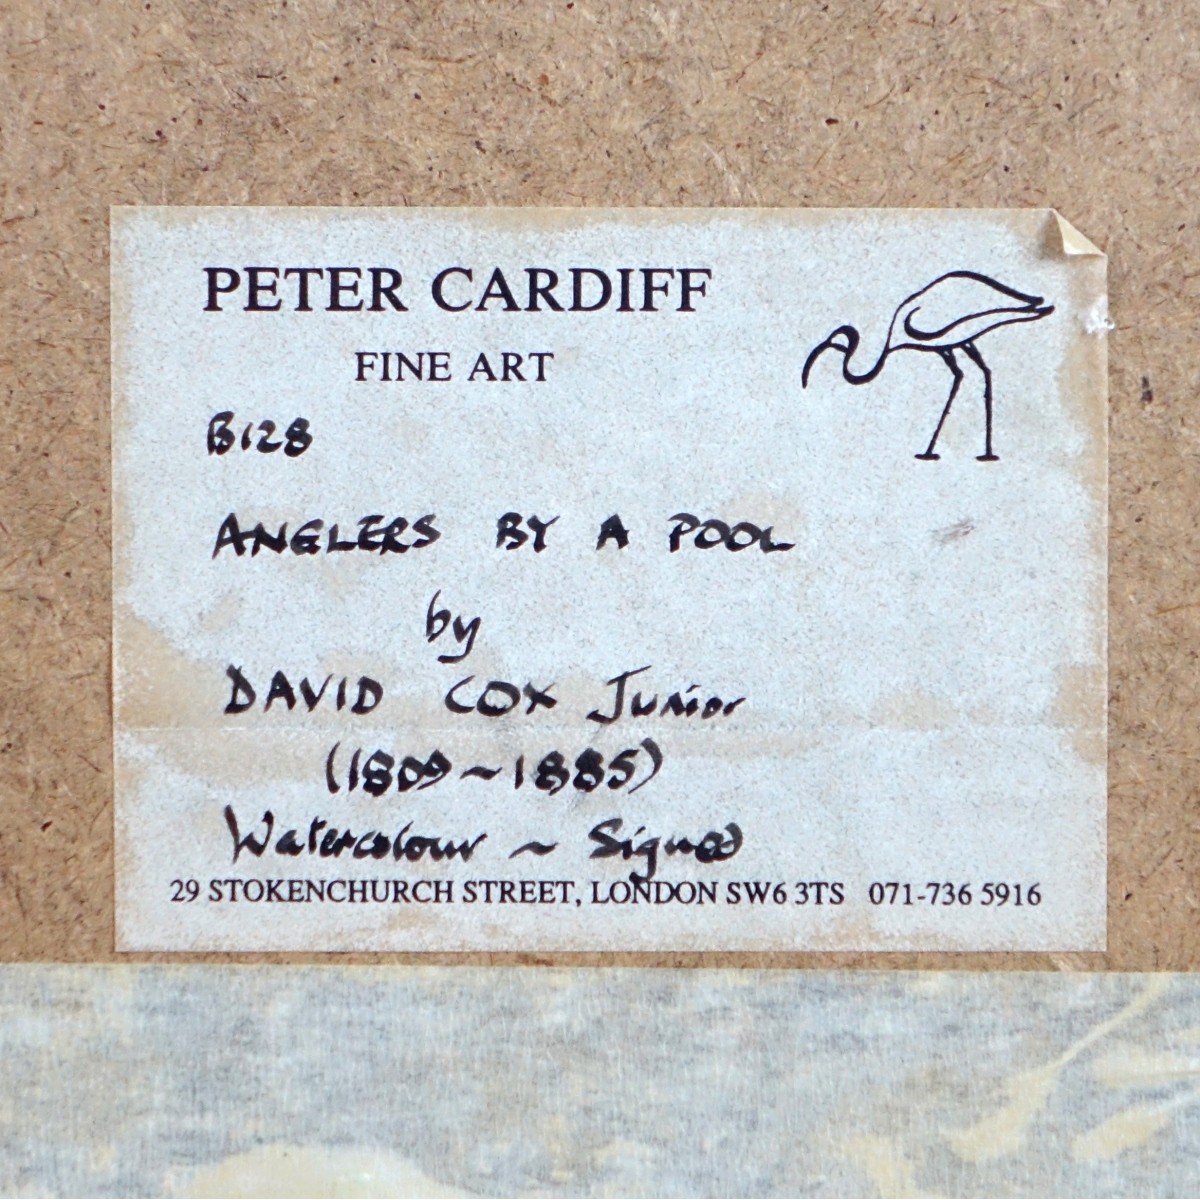 PETER CARDIFF
FINE ART
B128
ANGLERS BY A POOL
by
DAVID COX Junior
(1809~1885)
Watercolour ~ Signed
29 STOKENCHURCH STREET, LONDON SW6 3TS 071-736 5916